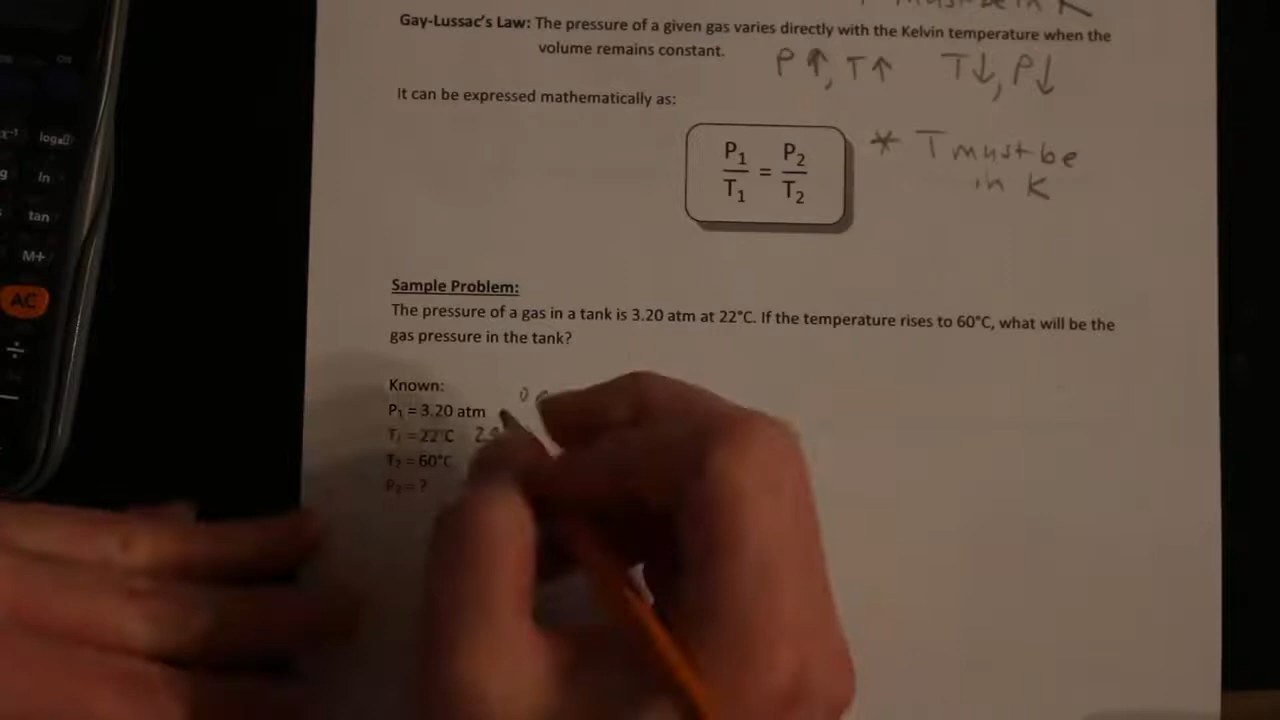 must be in K
Gay-Lussac's Law: The pressure of a given gas varies directly with the Kelvin temperature when the
volume remains constant.
P ↑, T ↑ T ↓, P ↓
It can be expressed mathematically as:
P₁/T₁ = P₂/T₂
* T must be
in K
Sample Problem:
The pressure of a gas in a tank is 3.20 atm at 22°C. If the temperature rises to 60°C, what will be the
gas pressure in the tank?
Known:
P₁ = 3.20 atm
T₁ = 22°C
T₂ = 60°C
P₂ = ?
ln
tan
M+
AC
÷